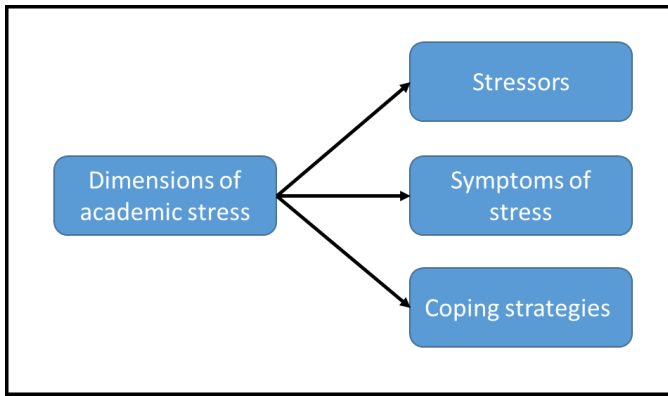 Stressors
Dimensions of
academic stress
Symptoms of
stress
Coping strategies